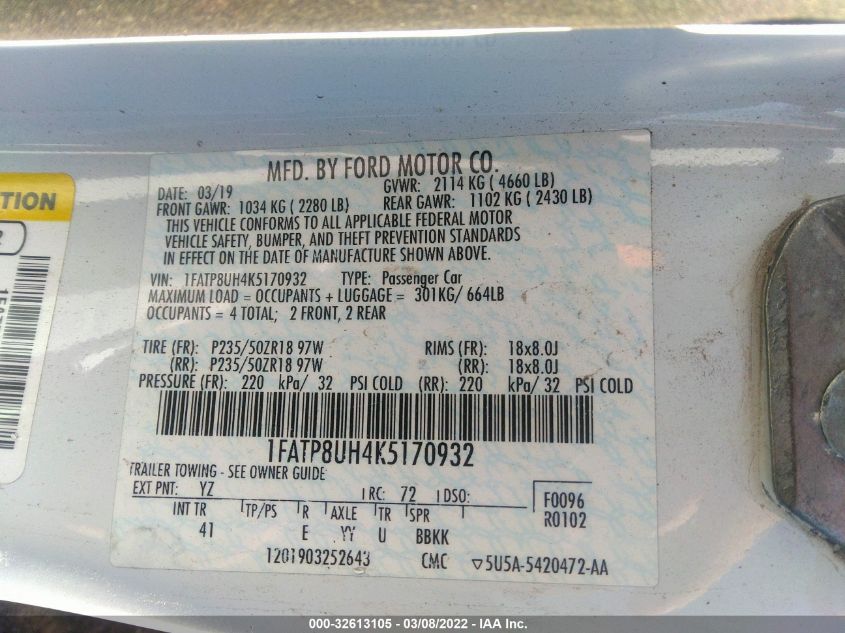 MFD. BY FORD MOTOR CO.
DATE: 03/19 GVWR: 2114 KG ( 4660 LB)
FRONT GAWR: 1034 KG ( 2280 LB) REAR GAWR: 1102 KG ( 2430 LB)
THIS VEHICLE CONFORMS TO ALL APPLICABLE FEDERAL MOTOR
VEHICLE SAFETY, BUMPER, AND THEFT PREVENTION STANDARDS
IN EFFECT ON THE DATE OF MANUFACTURE SHOWN ABOVE.
VIN: 1FATP8UH4K5170932 TYPE: Passenger Car
MAXIMUM LOAD = OCCUPANTS + LUGGAGE = 301KG/ 664LB
OCCUPANTS = 4 TOTAL; 2 FRONT, 2 REAR
TIRE (FR): P235/50ZR18 97W RIMS (FR): 18x8.0J
(RR): P235/50ZR18 97W (RR): 18x8.0J
PRESSURE (FR): 220 kPa/ 32 PSI COLD (RR): 220 kPa/ 32 PSI COLD
1FATP8UH4K5170932
TRAILER TOWING - SEE OWNER GUIDE
EXT PNT: YZ RC: 72 DSO: F0096
INT TR TP/PS R AXLE TR SPR R0102
41 E YY U BBKK
1201903252643 CMC ▽5U5A-5420472-AA
000-32613105 - 03/08/2022 - IAA Inc.